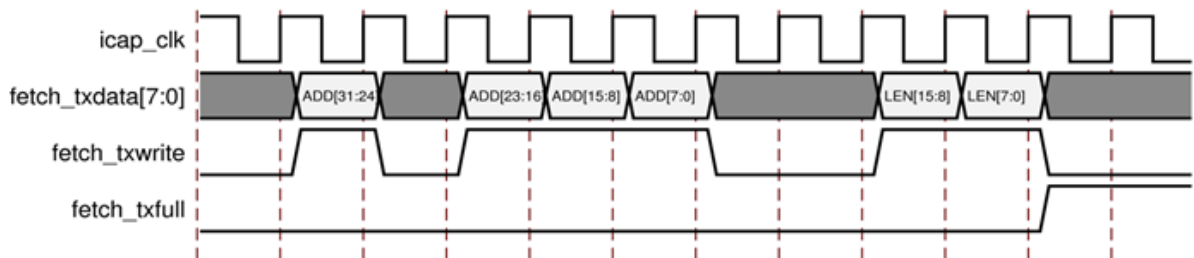 icap_clk
fetch_txdata[7:0] ADD[31:24 ADD[23:16] ADD[15:8] ADD[7:0] LEN[15:8] LEN[7:0]
fetch_txwrite
fetch_txfull